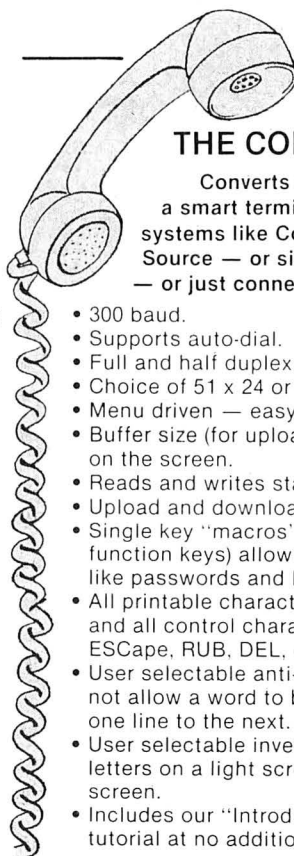 THE CO
Converts
a smart termi
systems like Co
Source — or si
— or just conne
• 300 baud.
• Supports auto-dial.
• Full and half duplex
• Choice of 51 x 24 or
• Menu driven — easy
• Buffer size (for uploa
on the screen.
• Reads and writes sta
• Upload and downloa
• Single key "macros"
function keys) allow
like passwords and
• All printable charact
and all control chara
ESCape, RUB, DEL,
• User selectable anti-
not allow a word to b
one line to the next.
• User selectable inve
letters on a light scr
screen.
• Includes our "Introd
tutorial at no additio